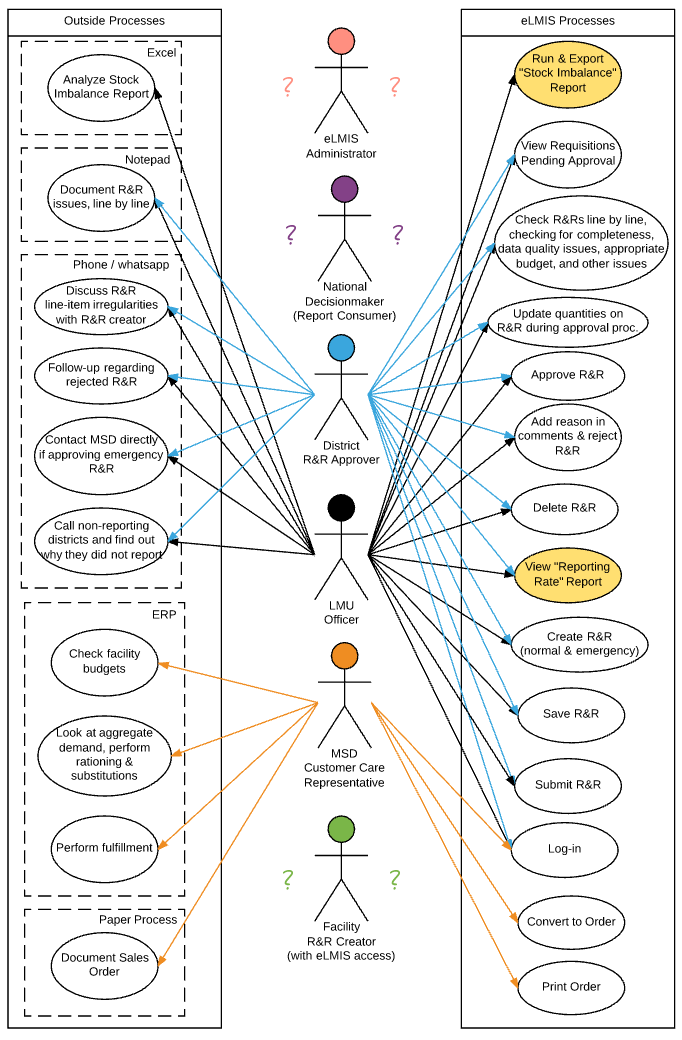 Outside Processes
Excel
Analyze Stock
Imbalance Report
Notepad
Document R&R
issues, line by line
Phone / whatsapp
Discuss R&R
line-item irregularities
with R&R creator
Follow-up regarding
rejected R&R
Contact MSD directly
if approving emergency
R&R
Call non-reporting
districts and find out
why they did not report
ERP
Check facility
budgets
Look at aggregate
demand, perform
rationing &
substitutions
Perform fulfillment
Paper Process
Document Sales
Order
? ?
eLMIS
Administrator
? ?
National
Decisionmaker
(Report Consumer)
District
R&R Approver
LMU
Officer
MSD
Customer Care
Representative
? ?
Facility
R&R Creator
(with eLMIS access)
eLMIS Processes
Run & Export
"Stock Imbalance"
Report
View Requisitions
Pending Approval
Check R&Rs line by line,
checking for completeness,
data quality issues, appropriate
budget, and other issues
Update quantities on
R&R during approval proc.
Approve R&R
Add reason in
comments & reject
R&R
Delete R&R
View "Reporting
Rate" Report
Create R&R
(normal & emergency)
Save R&R
Submit R&R
Log-in
Convert to Order
Print Order